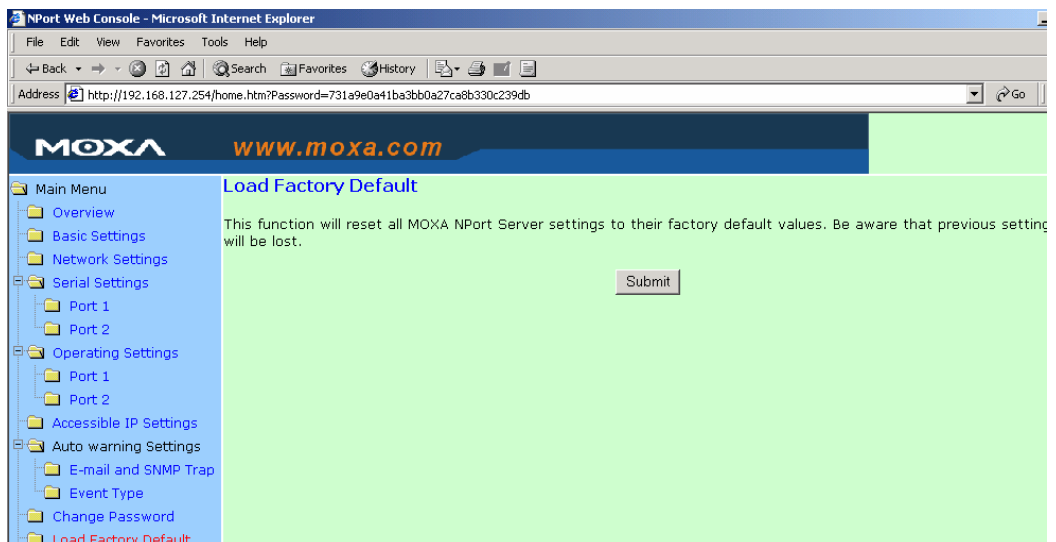 NPort Web Console - Microsoft Internet Explorer
File Edit View Favorites Tools Help
Back Search Favorites History
Address http://192.168.127.254/home.htm?Password=731a9e0a41ba3bb0a27ca8b330c239db Go
MOXA www.moxa.com
Main Menu
Overview
Basic Settings
Network Settings
Serial Settings
Port 1
Port 2
Operating Settings
Port 1
Port 2
Accessible IP Settings
Auto warning Settings
E-mail and SNMP Trap
Event Type
Change Password
Load Factory Default
Load Factory Default
This function will reset all MOXA NPort Server settings to their factory default values. Be aware that previous setting
will be lost.
Submit